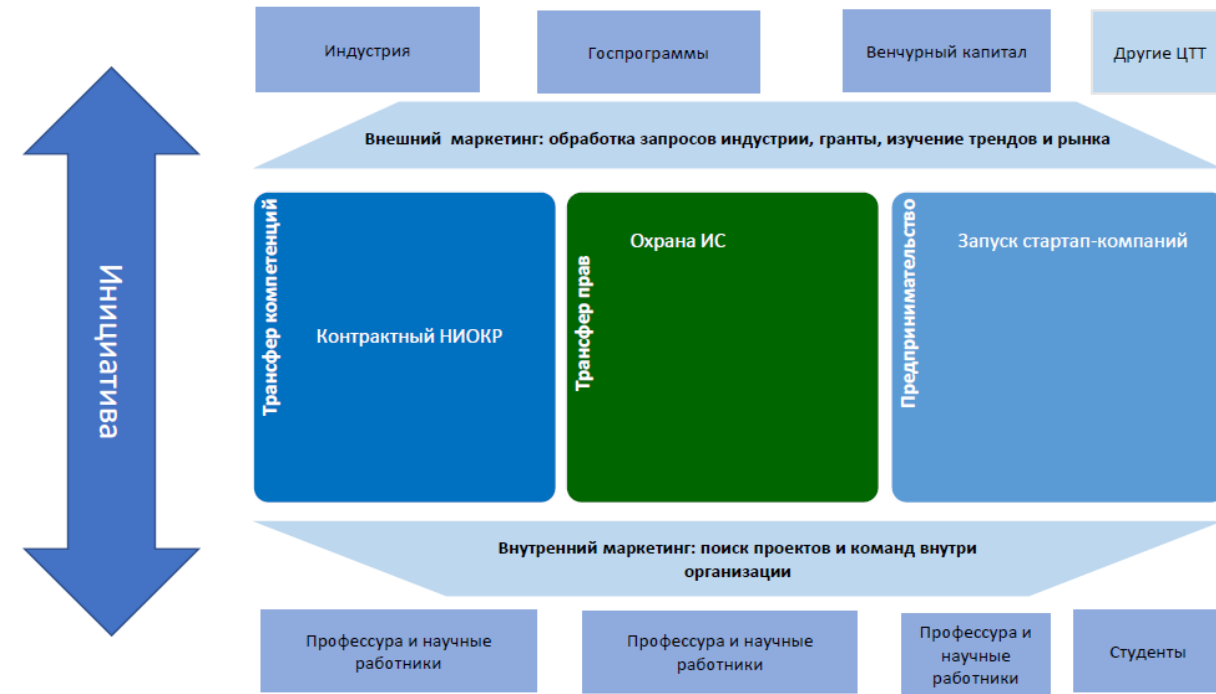 Индустрия
Госпрограммы
Венчурный капитал
Другие ЦТТ
Внешний маркетинг: обработка запросов индустрии, гранты, изучение трендов и рынка
Инициатива
Трансфер компетенций
Контрактный НИОКР
Трансфер прав
Охрана ИС
Предпринимательство
Запуск стартап-компаний
Внутренний маркетинг: поиск проектов и команд внутри
организации
Профессура и научные
работники
Профессура и научные
работники
Профессура и
научные
работники
Студенты